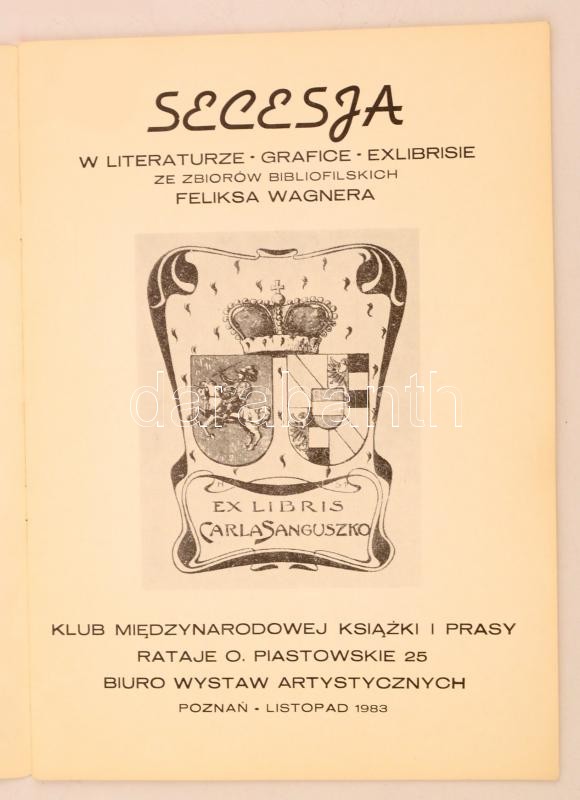 SECESJA
W LITERATURZE · GRAFICE · EXLIBRISIE
ZE ZBIORÓW BIBLIOFILSKICH
FELIKSA WAGNERA
darabanth
EX LIBRIS
CARLA SANGUSZKO
KLUB MIĘDZYNARODOWEJ KSIĄŻKI I PRASY
RATAJE O. PIASTOWSKIE 25
BIURO WYSTAW ARTYSTYCZNYCH
POZNAŃ - LISTOPAD 1983